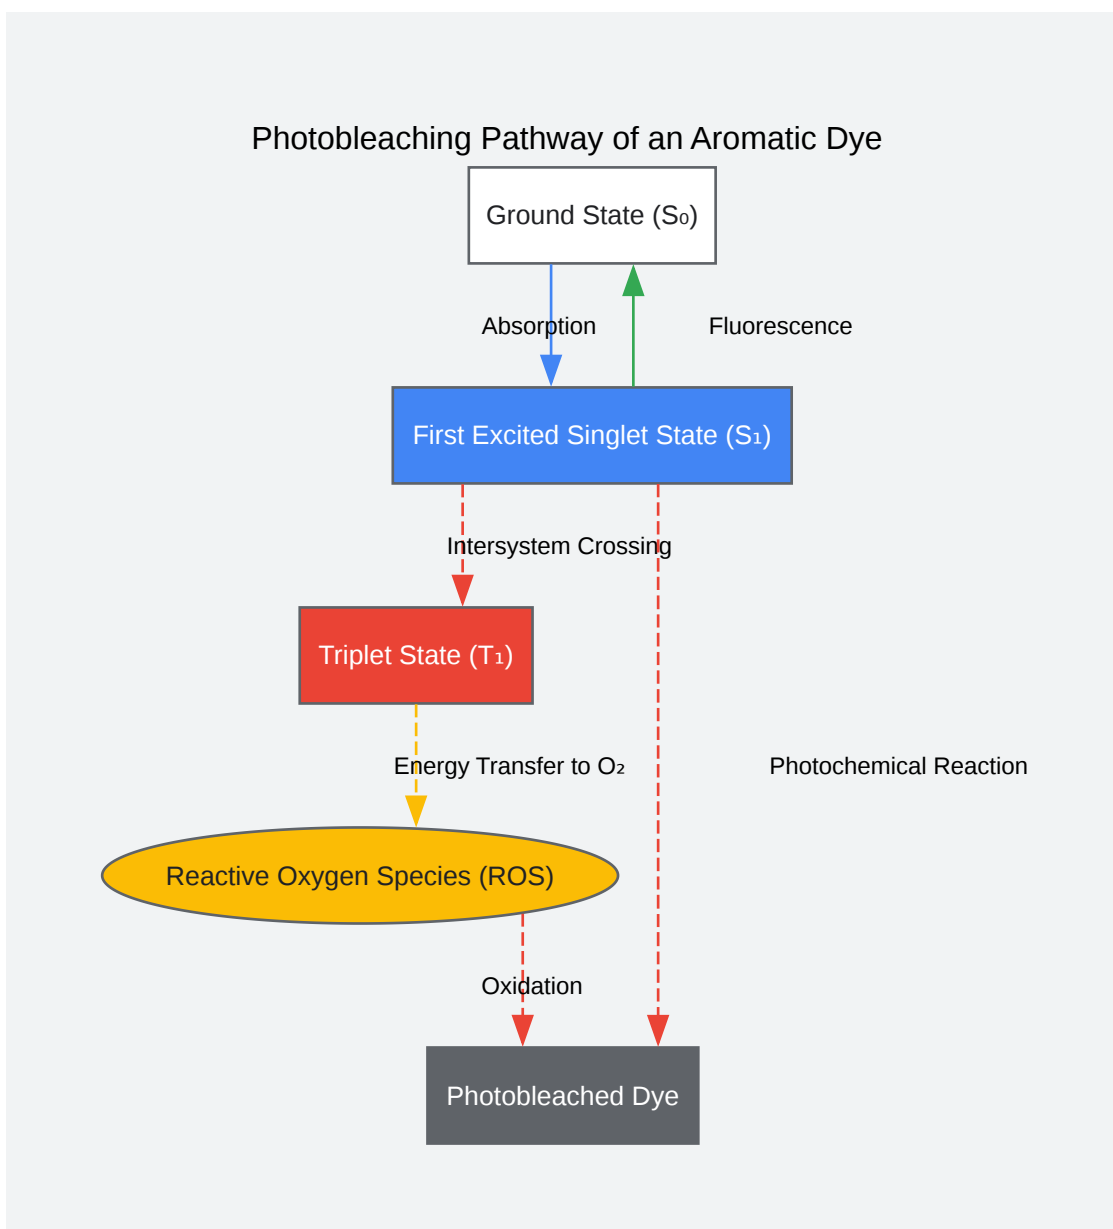 Photobleaching Pathway of an Aromatic Dye
Ground State (S₀)
Absorption
Fluorescence
First Excited Singlet State (S₁)
Intersystem Crossing
Triplet State (T₁)
Energy Transfer to O₂
Photochemical Reaction
Reactive Oxygen Species (ROS)
Oxidation
Photobleached Dye